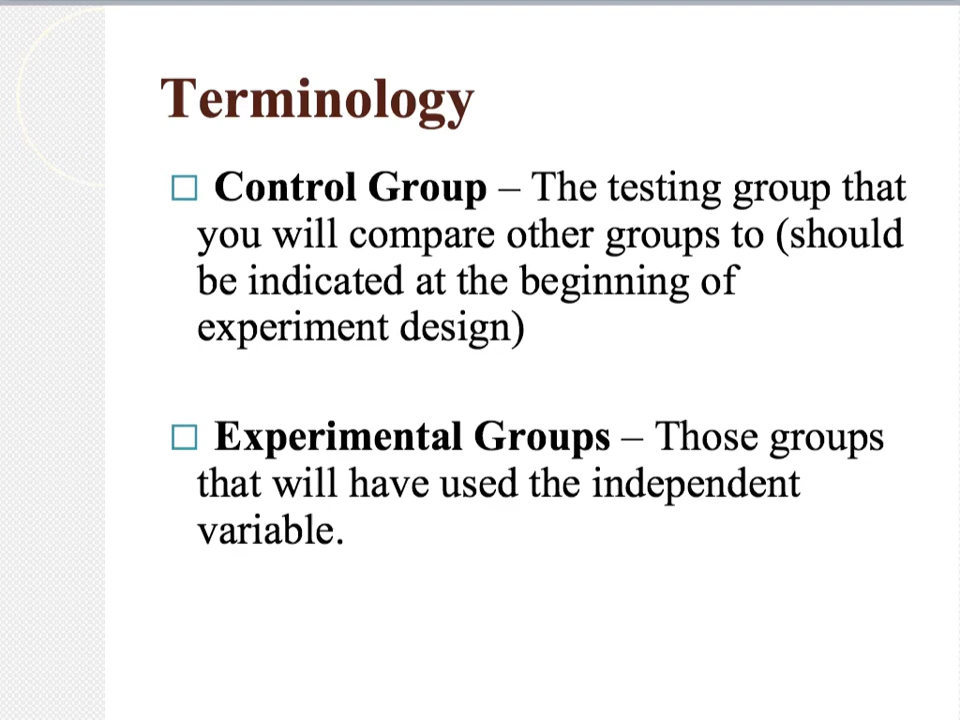 Terminology
Control Group – The testing group that
you will compare other groups to (should
be indicated at the beginning of
experiment design)
Experimental Groups – Those groups
that will have used the independent
variable.